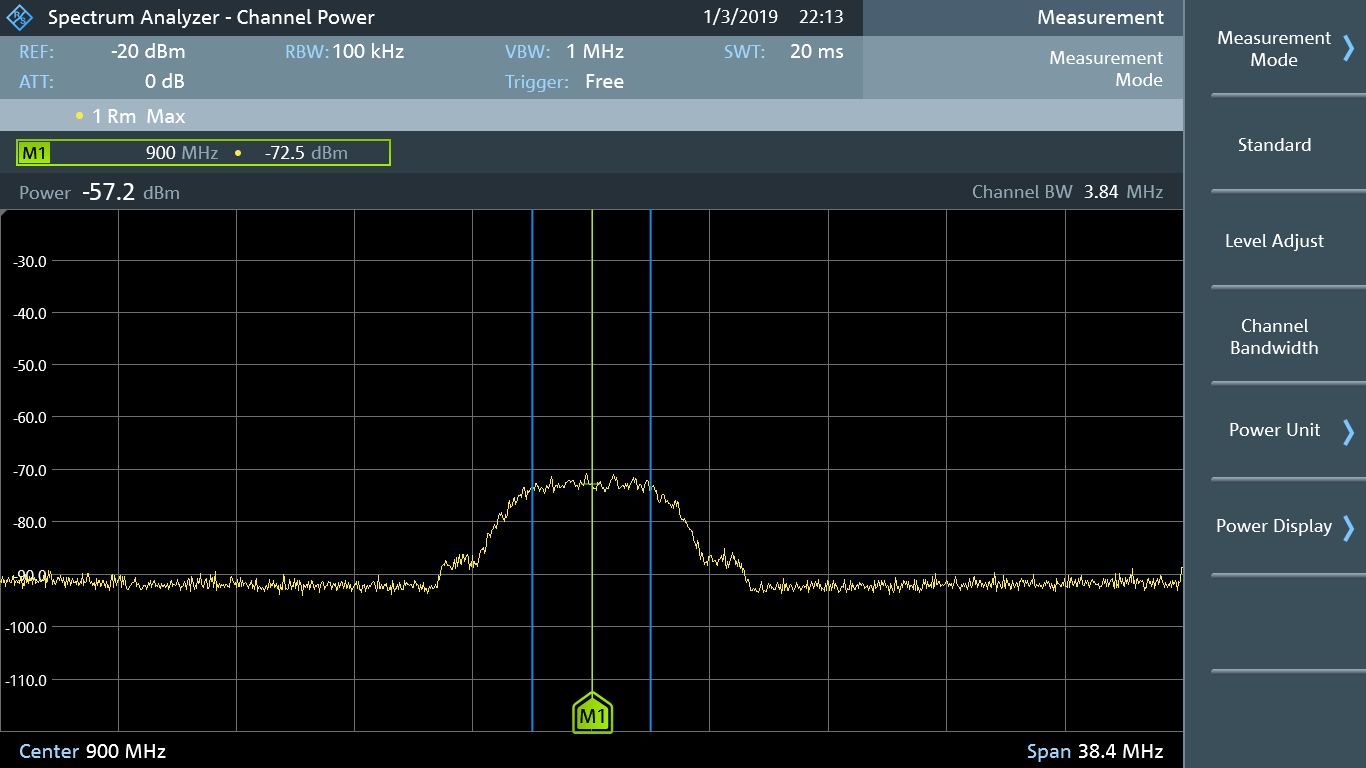 Spectrum Analyzer - Channel Power 1/3/2019 22:13 Measurement
REF: -20 dBm RBW: 100 kHz VBW: 1 MHz SWT: 20 ms
ATT: 0 dB Trigger: Free
Measurement
Mode
1 Rm Max
M1 900 MHz -72.5 dBm
Power -57.2 dBm Channel BW 3.84 MHz
-30.0
-40.0
-50.0
-60.0
-70.0
-80.0
-90.0
-100.0
-110.0
M1
Center 900 MHz Span 38.4 MHz
Measurement
Mode
Standard
Level Adjust
Channel
Bandwidth
Power Unit
Power Display